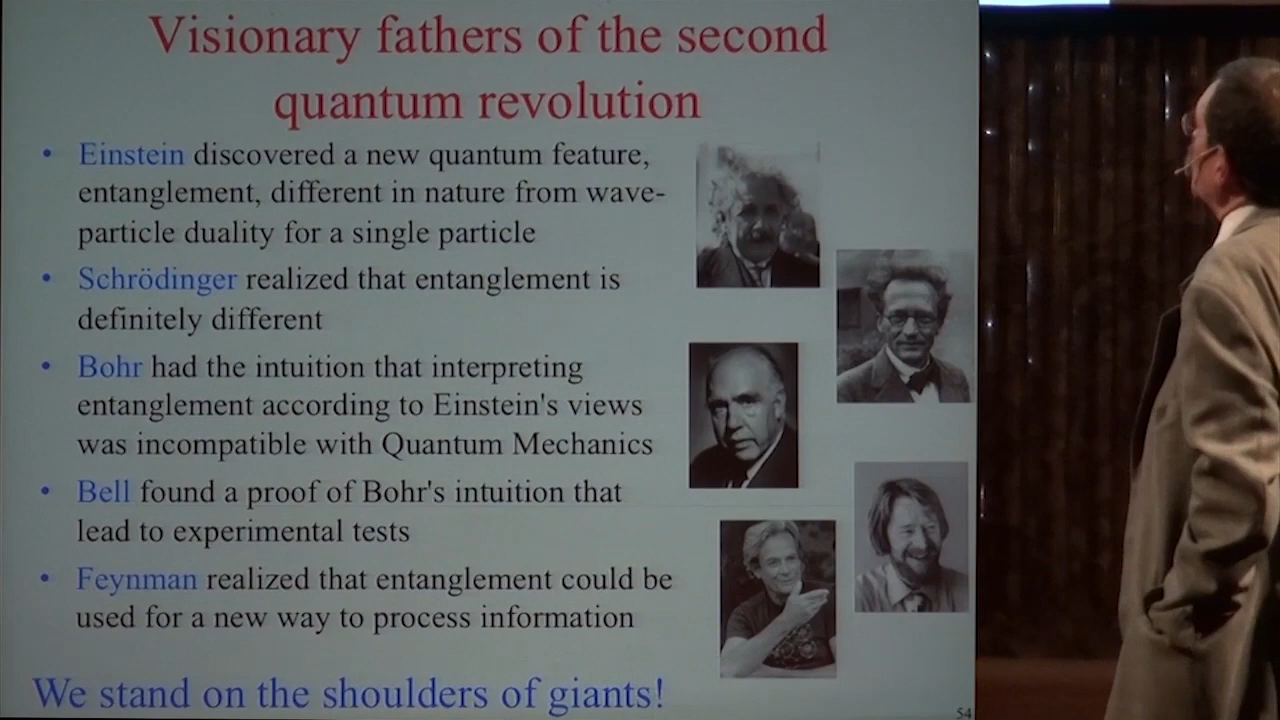 Visionary fathers of the second
quantum revolution
• Einstein discovered a new quantum feature,
entanglement, different in nature from wave-
particle duality for a single particle
• Schrödinger realized that entanglement is
definitely different
• Bohr had the intuition that interpreting
entanglement according to Einstein's views
was incompatible with Quantum Mechanics
• Bell found a proof of Bohr's intuition that
lead to experimental tests
• Feynman realized that entanglement could be
used for a new way to process information
We stand on the shoulders of giants!
54